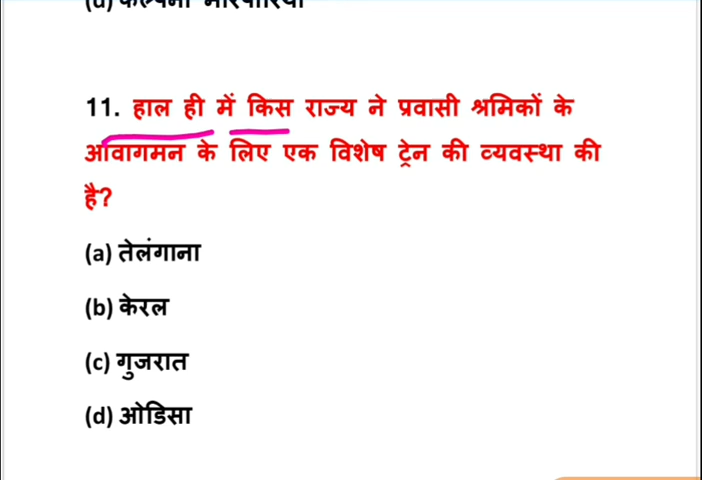 11. हाल ही में किस राज्य ने प्रवासी श्रमिकों के
आवागमन के लिए एक विशेष ट्रेन की व्यवस्था की
है?
(a) तेलंगाना
(b) केरल
(c) गुजरात
(d) ओडिसा